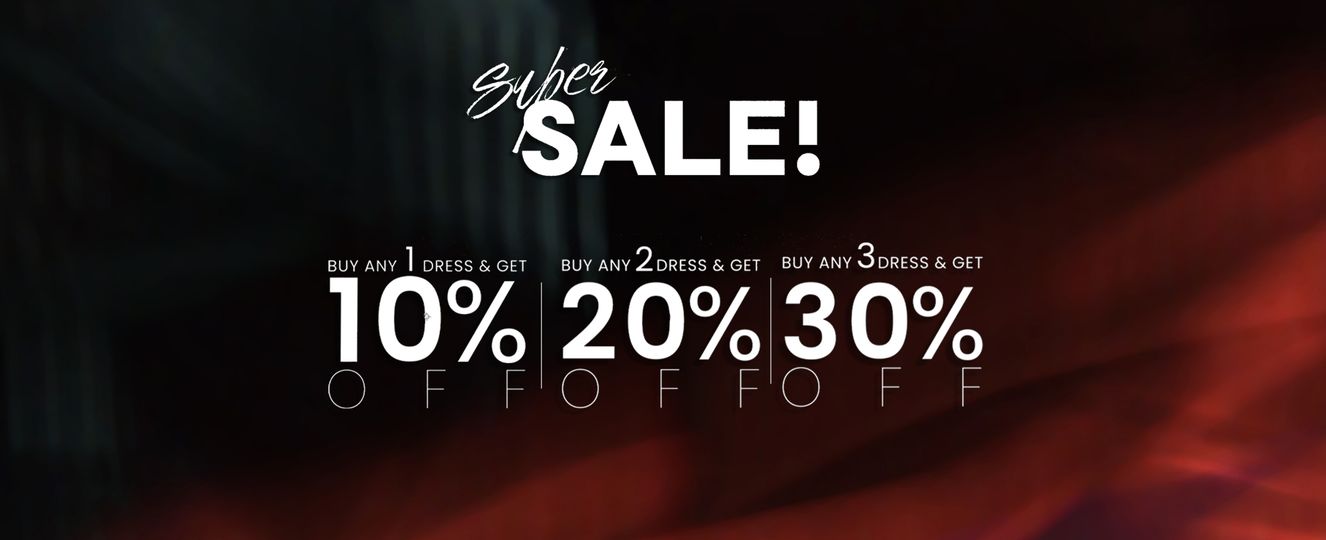 Super
SALE!
BUY ANY 1 DRESS & GET
10%
OFF
BUY ANY 2 DRESS & GET
20%
OFF
BUY ANY 3 DRESS & GET
30%
OFF